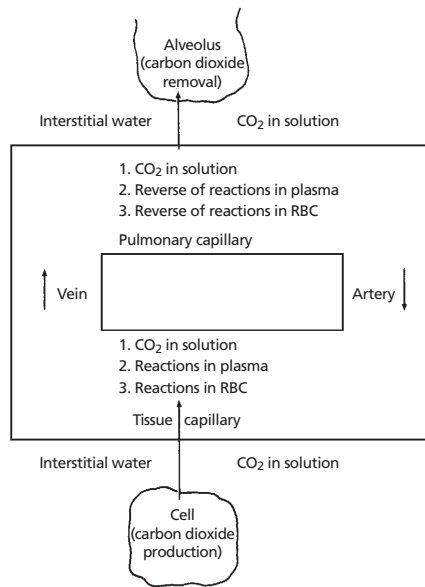 Alveolus
(carbon dioxide
removal)
Interstitial water CO₂ in solution
1. CO₂ in solution
2. Reverse of reactions in plasma
3. Reverse of reactions in RBC
Pulmonary capillary
Vein Artery
1. CO₂ in solution
2. Reactions in plasma
3. Reactions in RBC
Tissue capillary
Interstitial water CO₂ in solution
Cell
(carbon dioxide
production)